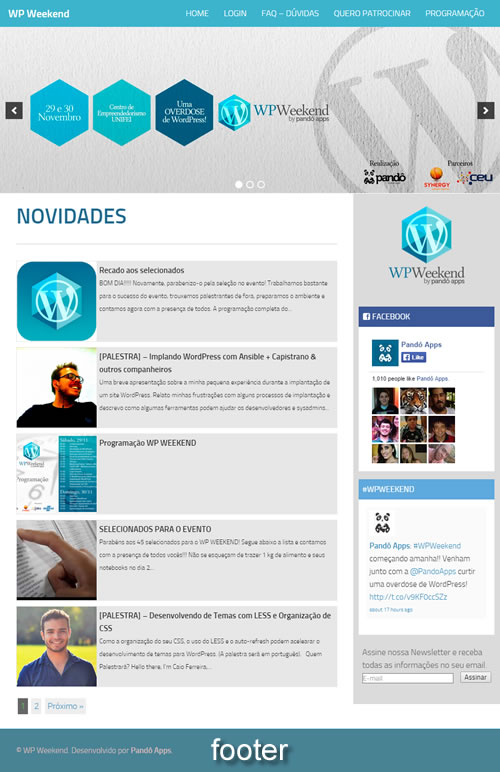 WP Weekend
HOME LOGIN FAQ – DÚVIDAS QUERO PATROCINAR PROGRAMAÇÃO
29 e 30
Novembro
Centro de
Empreendedorismo
UNIFEI
Uma
OVERDOSE
de WordPress!
WPWeekend
by pandô apps
Realização
pandô
Parceiros
SYNERGY
CEU
NOVIDADES
Recado aos selecionados
BOM DIA!!!!! Novamente, parabenizo-o pela seleção no evento! Trabalhamos bastante
para o sucesso do evento, trouxemos palestrantes de fora, preparamos o ambiente e
contamos agora com a presença de todos. A programação completa do...
[PALESTRA] – Implando WordPress com Ansible + Capistrano &
outros companheiros
Uma breve apresentação sobre a minha pequena experiência durante a implantação de
um site WordPress. Relato minhas frustrações com alguns processos de implantação e
descrevo como algumas ferramentas podem ajudar os desenvolvedores e sysadmins...
Programação WP WEEKEND
Programação
SELECIONADOS PARA O EVENTO
Parabéns aos 45 selecionados para o WP WEEKEND! Segue abaixo a lista e contamos
com a presença de todos vocês!!! Não se esqueçam de trazer 1 kg de alimento e seus
notebooks no dia 2...
[PALESTRA] – Desenvolvendo de Temas com LESS e Organização de
CSS
Como a organização do seu CSS, o uso do LESS e o auto-refresh podem acelerar o
desenvolvimento de temas para WordPress. (A palestra será em português). Quem
Palestrará? Hello there, I'm Caio Ferreira,...
1 2 Próximo »
WPWeekend
by pandô apps
FACEBOOK
Pandô Apps
Like
1,010 people like Pandô Apps.
#WPWEEKEND
Pandô Apps: #WPWeekend
começando amanhã!! Venham
junto com a @PandoApps curtir
uma overdose de WordPress!
http://t.co/v9KF0ccSZz
about 17 hours ago
Assine nossa Newsletter e receba
todas as informações no seu email.
E-mail
Assinar
© WP Weekend. Desenvolvido por Pandô Apps.
footer